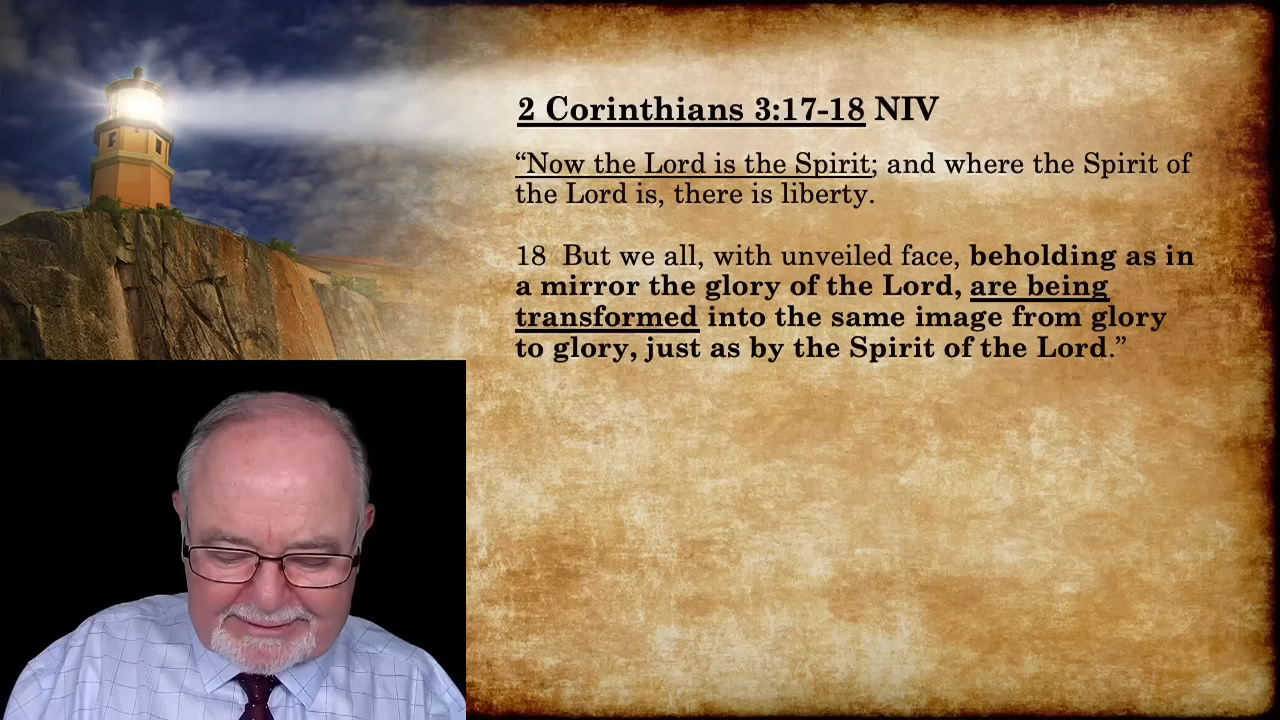 2 Corinthians 3:17-18 NIV
“Now the Lord is the Spirit; and where the Spirit of
the Lord is, there is liberty.
18 But we all, with unveiled face, beholding as in
a mirror the glory of the Lord, are being
transformed into the same image from glory
to glory, just as by the Spirit of the Lord.”